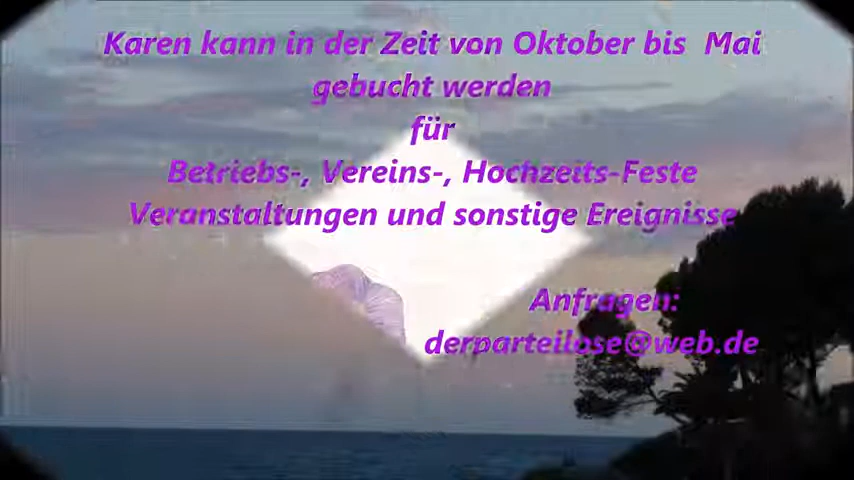 Karen kann in der Zeit von Oktober bis Mai
gebucht werden
für
Betriebs-, Vereins-, Hochzeits-Feste
Veranstaltungen und sonstige Ereignisse
Anfragen:
derparteilose@web.de